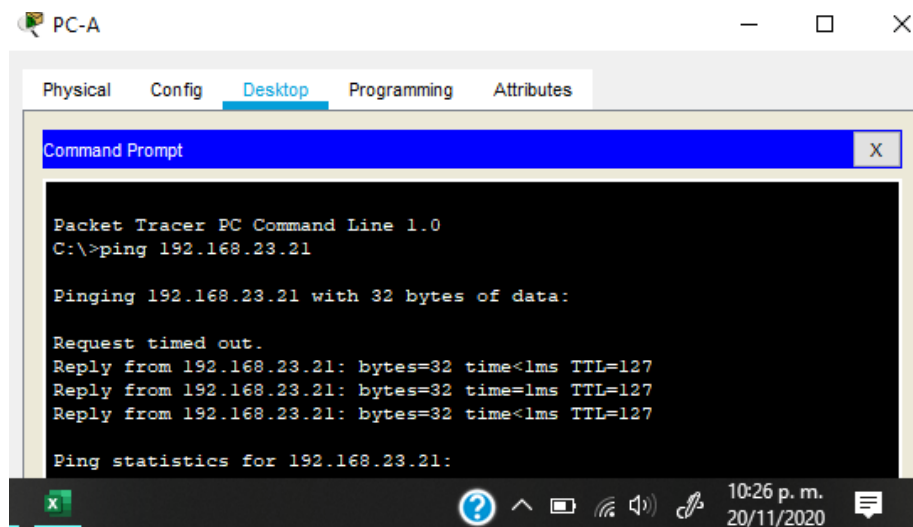 PC-A
Physical Config Desktop Programming Attributes
Command Prompt
X
Packet Tracer PC Command Line 1.0
C:\>ping 192.168.23.21
Pinging 192.168.23.21 with 32 bytes of data:
Request timed out.
Reply from 192.168.23.21: bytes=32 time<1ms TTL=127
Reply from 192.168.23.21: bytes=32 time=1ms TTL=127
Reply from 192.168.23.21: bytes=32 time<1ms TTL=127
Ping statistics for 192.168.23.21:
10:26 p. m.
20/11/2020